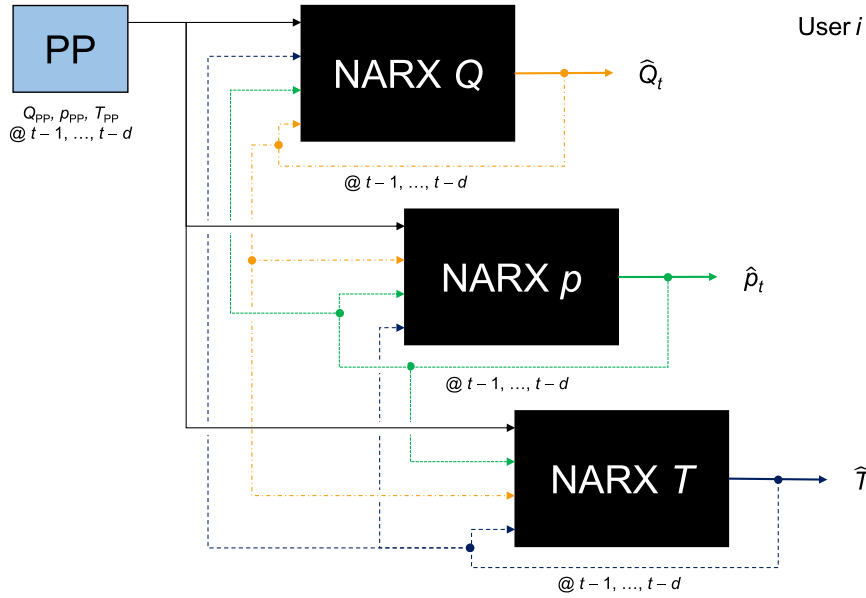 User i
PP
NARX Q
Q̂t
QPP, pPP, TPP
@ t – 1, …, t – d
@ t – 1, …, t – d
NARX p
p̂t
@ t – 1, …, t – d
NARX T
T̂
@ t – 1, …, t – d